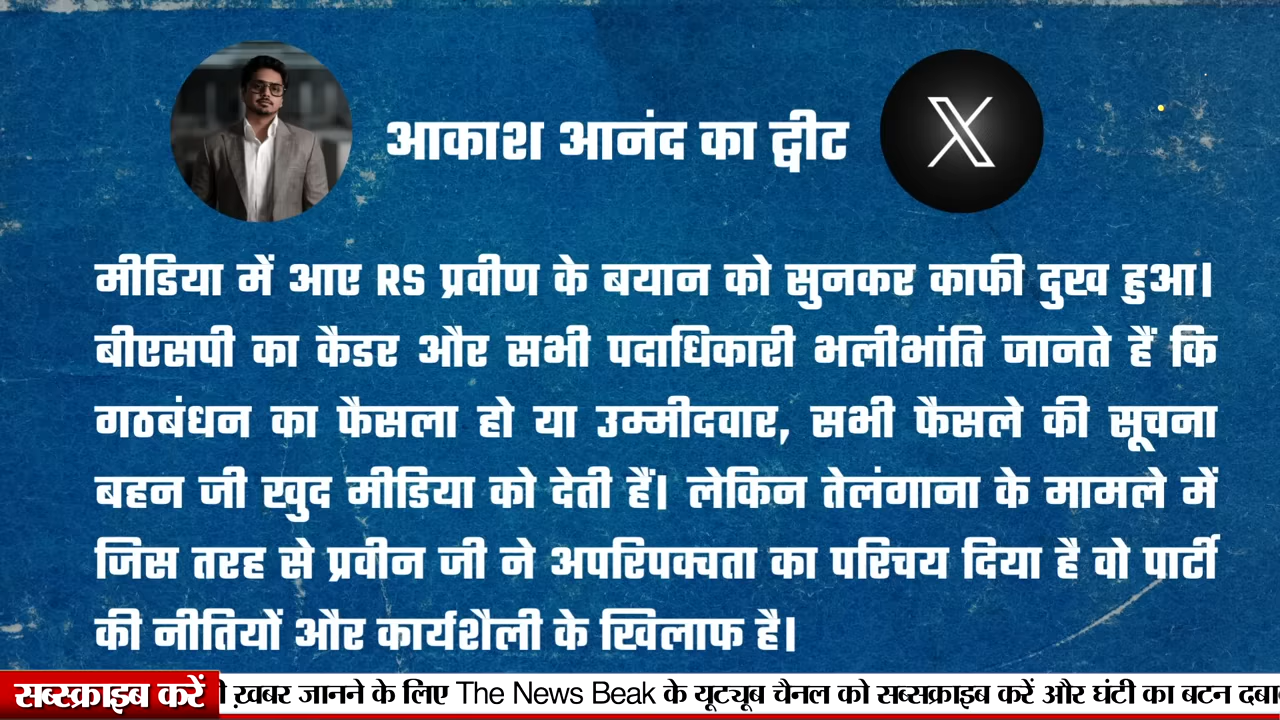 आकाश आनंद का ट्वीट
मीडिया में आए RS प्रवीण के बयान को सुनकर काफी दुख हुआ।
बीएसपी का कैडर और सभी पदाधिकारी भलीभांति जानते हैं कि
गठबंधन का फैसला हो या उम्मीदवार, सभी फैसले की सूचना
बहन जी खुद मीडिया को देती हैं। लेकिन तेलंगाना के मामले में
जिस तरह से प्रवीन जी ने अपरिपक्वता का परिचय दिया है वो पार्टी
की नीतियों और कार्यशैली के खिलाफ है।
सब्स्क्राइब करें ख़बर जानने के लिए The News Beak के यूट्यूब चैनल को सब्सक्राइब करें और घंटी का बटन